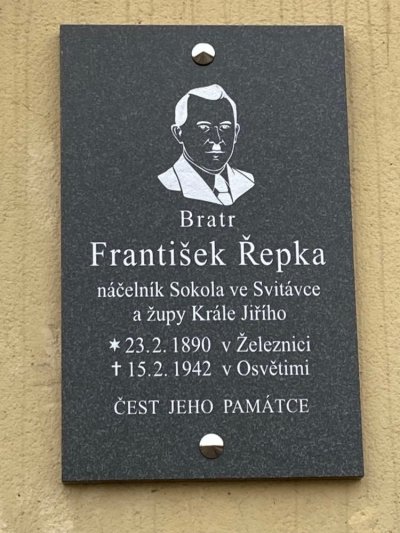 Bratr
František Řepka
náčelník Sokola ve Svitávce
a župy Krále Jiřího
✶ 23.2. 1890 v Železnici
† 15.2. 1942 v Osvětimi
ČEST JEHO PAMÁTCE